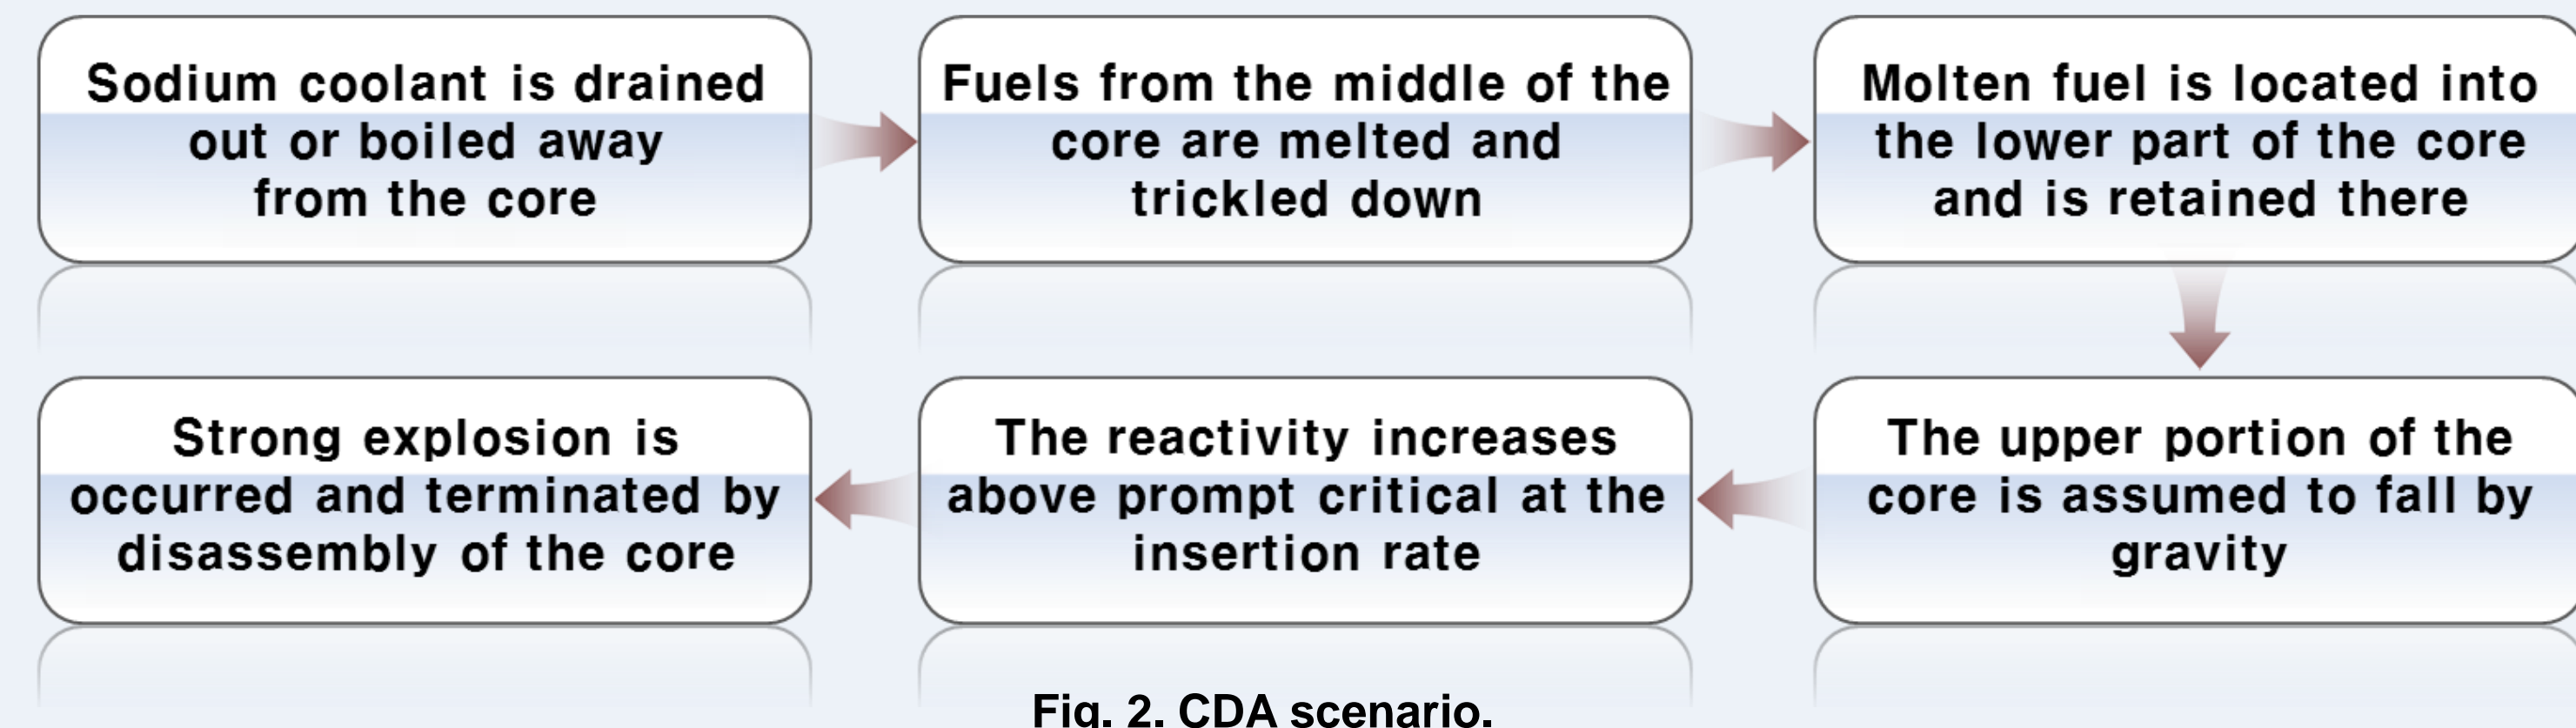 Sodium coolant is drained
out or boiled away
from the core
Fuels from the middle of the
core are melted and
trickled down
Molten fuel is located into
the lower part of the core
and is retained there
The upper portion of the
core is assumed to fall by
gravity
The reactivity increases
above prompt critical at the
insertion rate
Strong explosion is
occurred and terminated by
disassembly of the core
Fig. 2. CDA scenario.